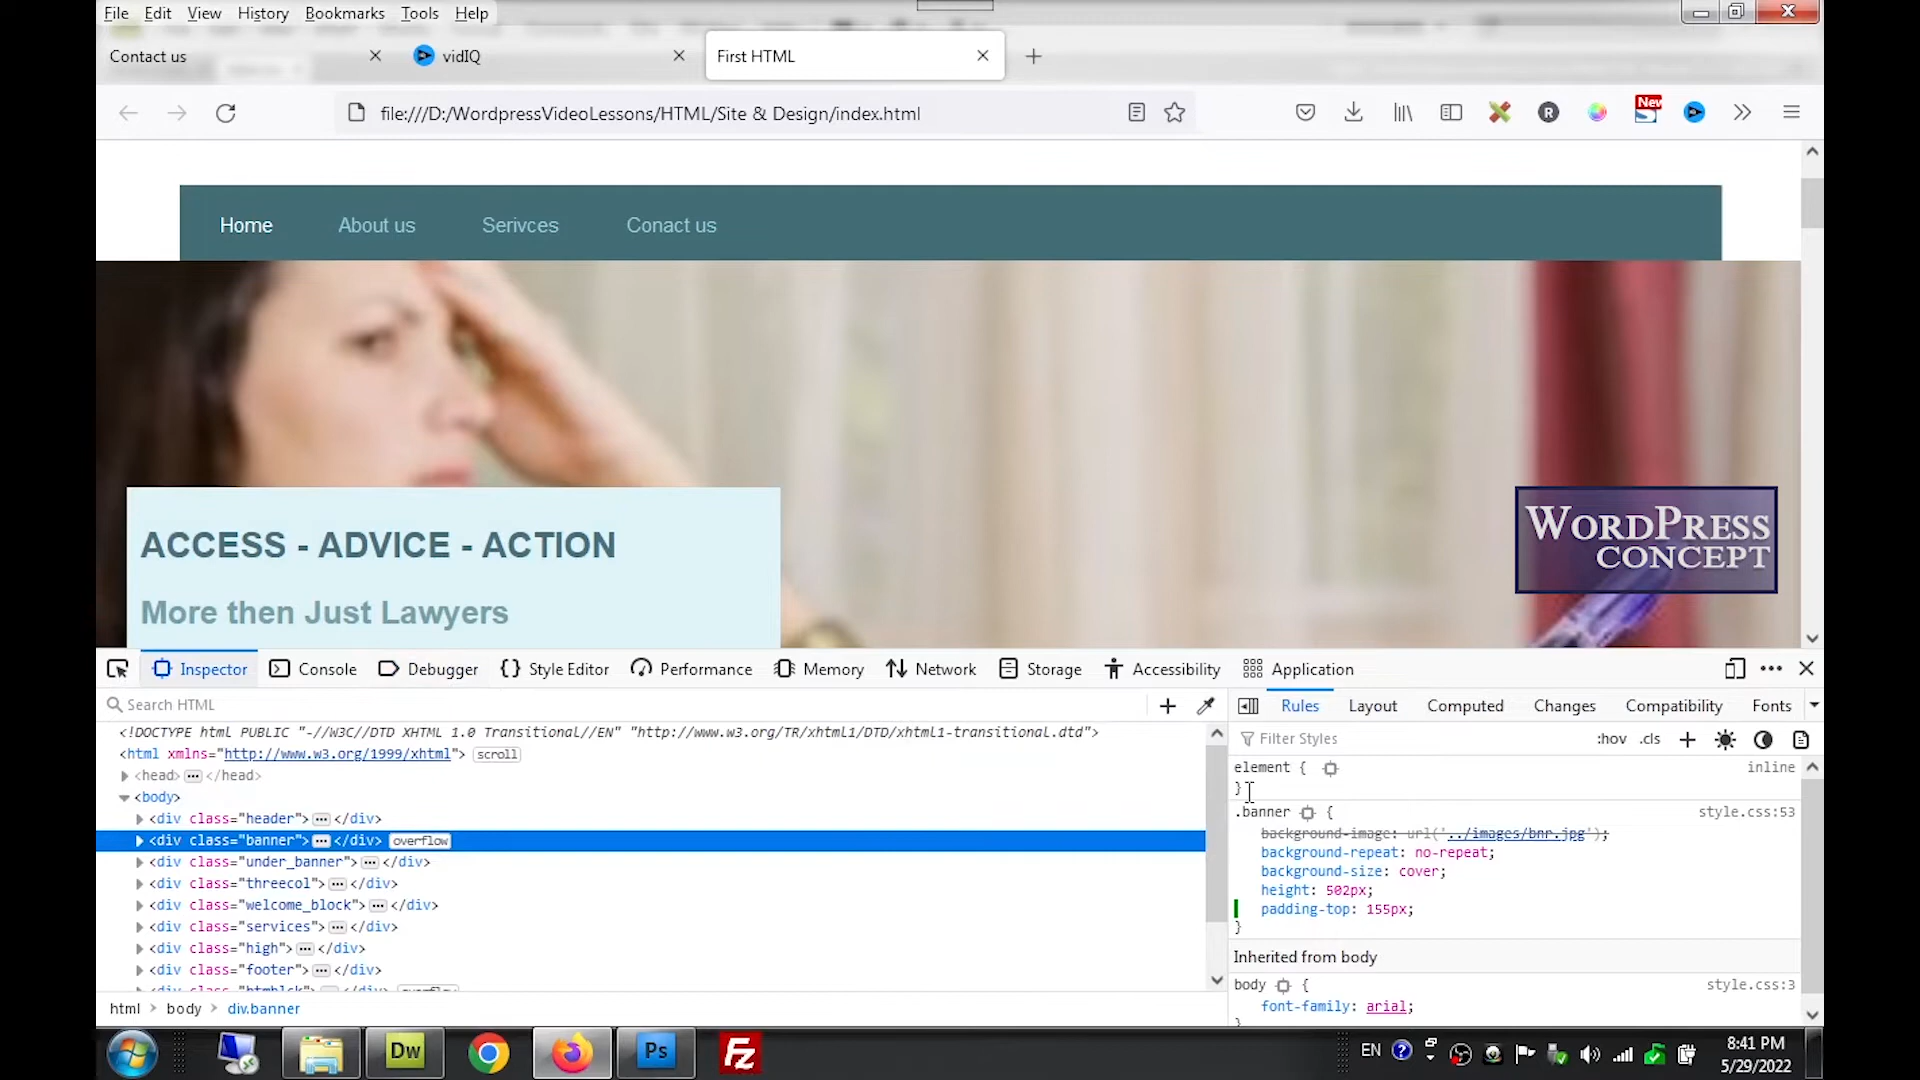 File Edit View History Bookmarks Tools Help
Contact us vidIQ First HTML
file:///D:/WordpressVideoLessons/HTML/Site & Design/index.html
New
R
Home About us Serivces Conact us
ACCESS - ADVICE - ACTION
More then Just Lawyers
WORDPRESS
CONCEPT
Inspector Console Debugger {} Style Editor Performance Memory Network Storage Accessibility Application
Search HTML
Rules Layout Computed Changes Compatibility Fonts
Filter Styles :hov .cls
<!DOCTYPE html PUBLIC "-//W3C//DTD XHTML 1.0 Transitional//EN" "http://www.w3.org/TR/xhtml1/DTD/xhtml1-transitional.dtd">
<html xmlns="http://www.w3.org/1999/xhtml"> scroll
<head> ••• </head>
<body>
<div class="header"> ••• </div>
<div class="banner"> ••• </div> overflow
<div class="under_banner"> ••• </div>
<div class="threecol"> ••• </div>
<div class="welcome_block"> ••• </div>
<div class="services"> ••• </div>
<div class="high"> ••• </div>
<div class="footer"> ••• </div>
html body div.banner
element { inline
}
.banner { style.css:53
background-image: url('../images/bnr.jpg');
background-repeat: no-repeat;
background-size: cover;
height: 502px;
padding-top: 155px;
}
Inherited from body
body { style.css:3
font-family: arial;
Dw Ps Fz
EN
8:41 PM
5/29/2022